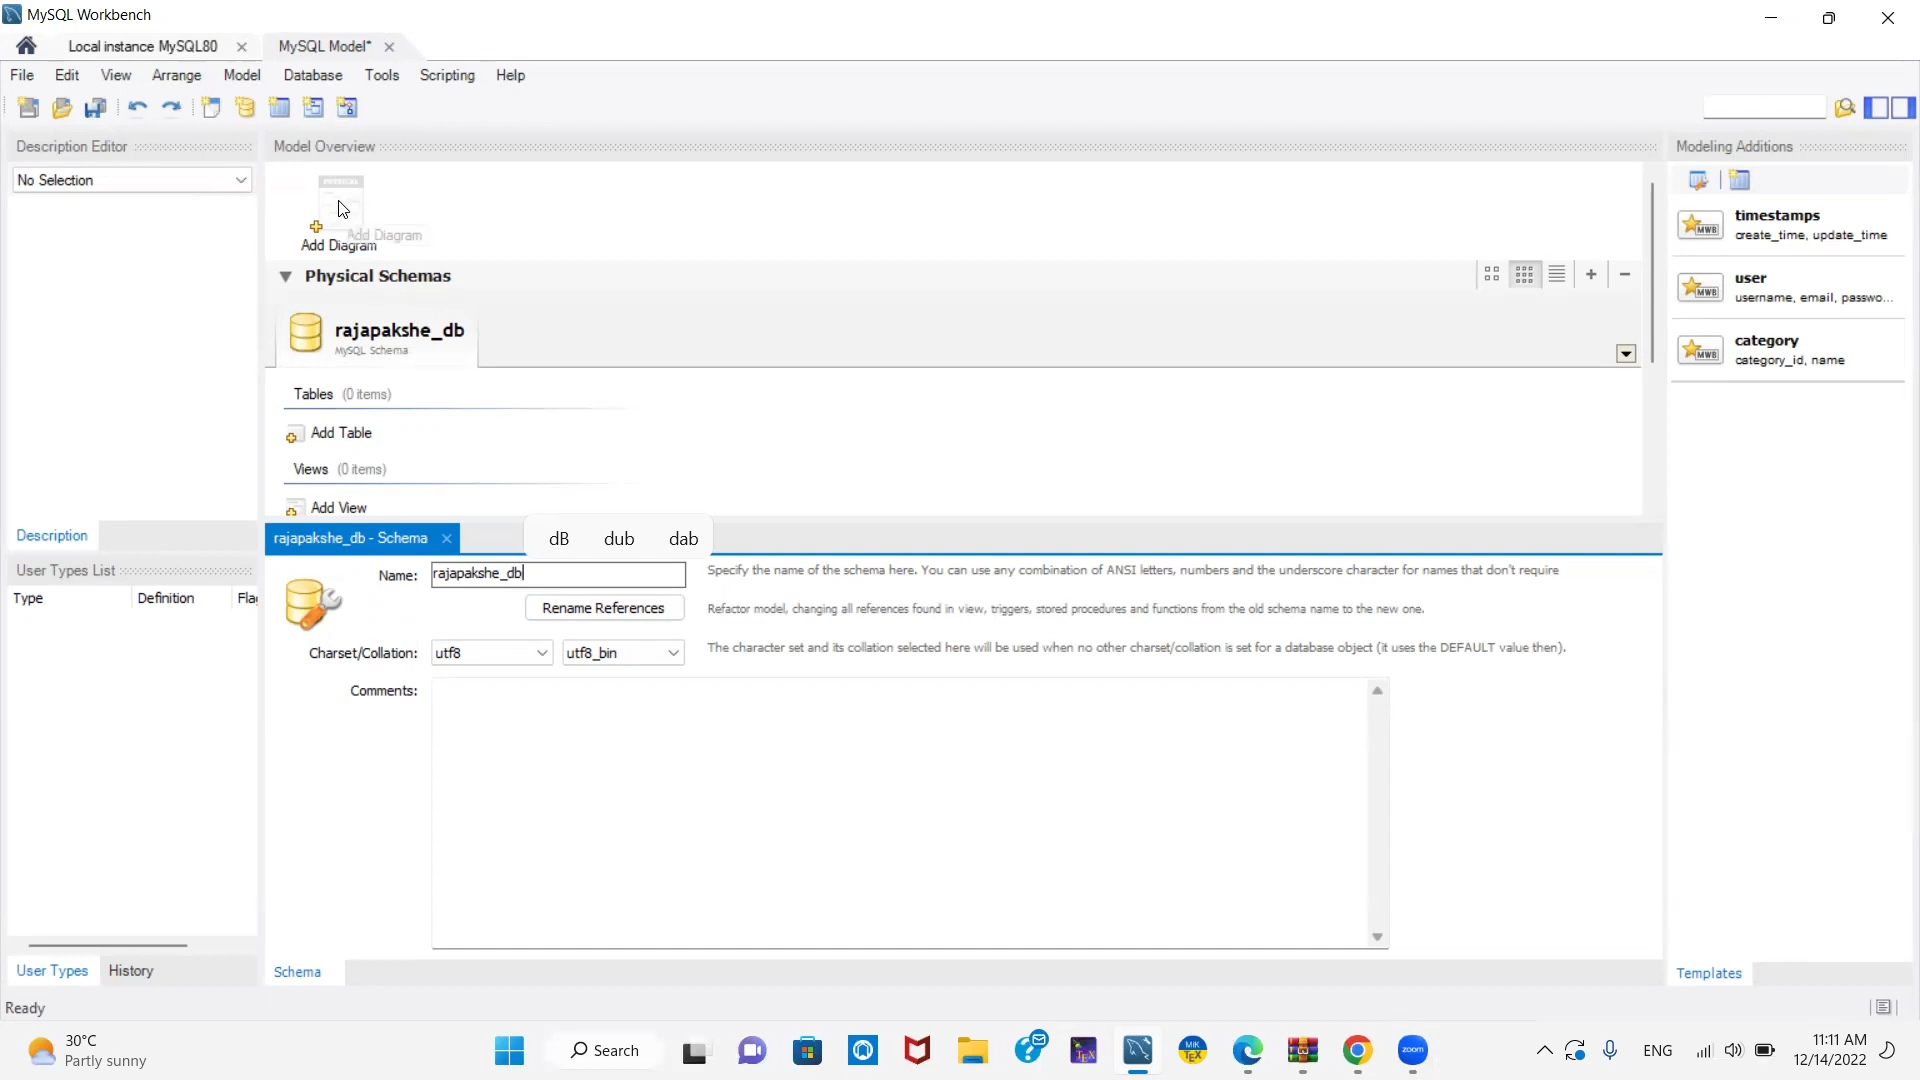 MySQL Workbench
Local instance MySQL80
MySQL Model*
File Edit View Arrange Model Database Tools Scripting Help
Description Editor
Model Overview
Modeling Additions
No Selection
PHYSICAL
Add Diagram
Add Diagram
timestamps
create_time, update_time
Physical Schemas
user
username, email, passwo...
rajapakshe_db
MySQL Schema
category
category_id, name
MWB
MWB
MWB
Tables (0 items)
Add Table
Views (0 items)
Add View
Description
rajapakshe_db - Schema
dB dub dab
User Types List
Type Definition Fla
Name: rajapakshe_db
Specify the name of the schema here. You can use any combination of ANSI letters, numbers and the underscore character for names that don't require
Rename References
Refactor model, changing all references found in view, triggers, stored procedures and functions from the old schema name to the new one.
Charset/Collation: utf8 utf8_bin
The character set and its collation selected here will be used when no other charset/collation is set for a database object (it uses the DEFAULT value then).
Comments:
User Types History
Schema
Templates
Ready
30°C
Partly sunny
Search
TEX
MiK
TEX
zoom
ENG
11:11 AM
12/14/2022